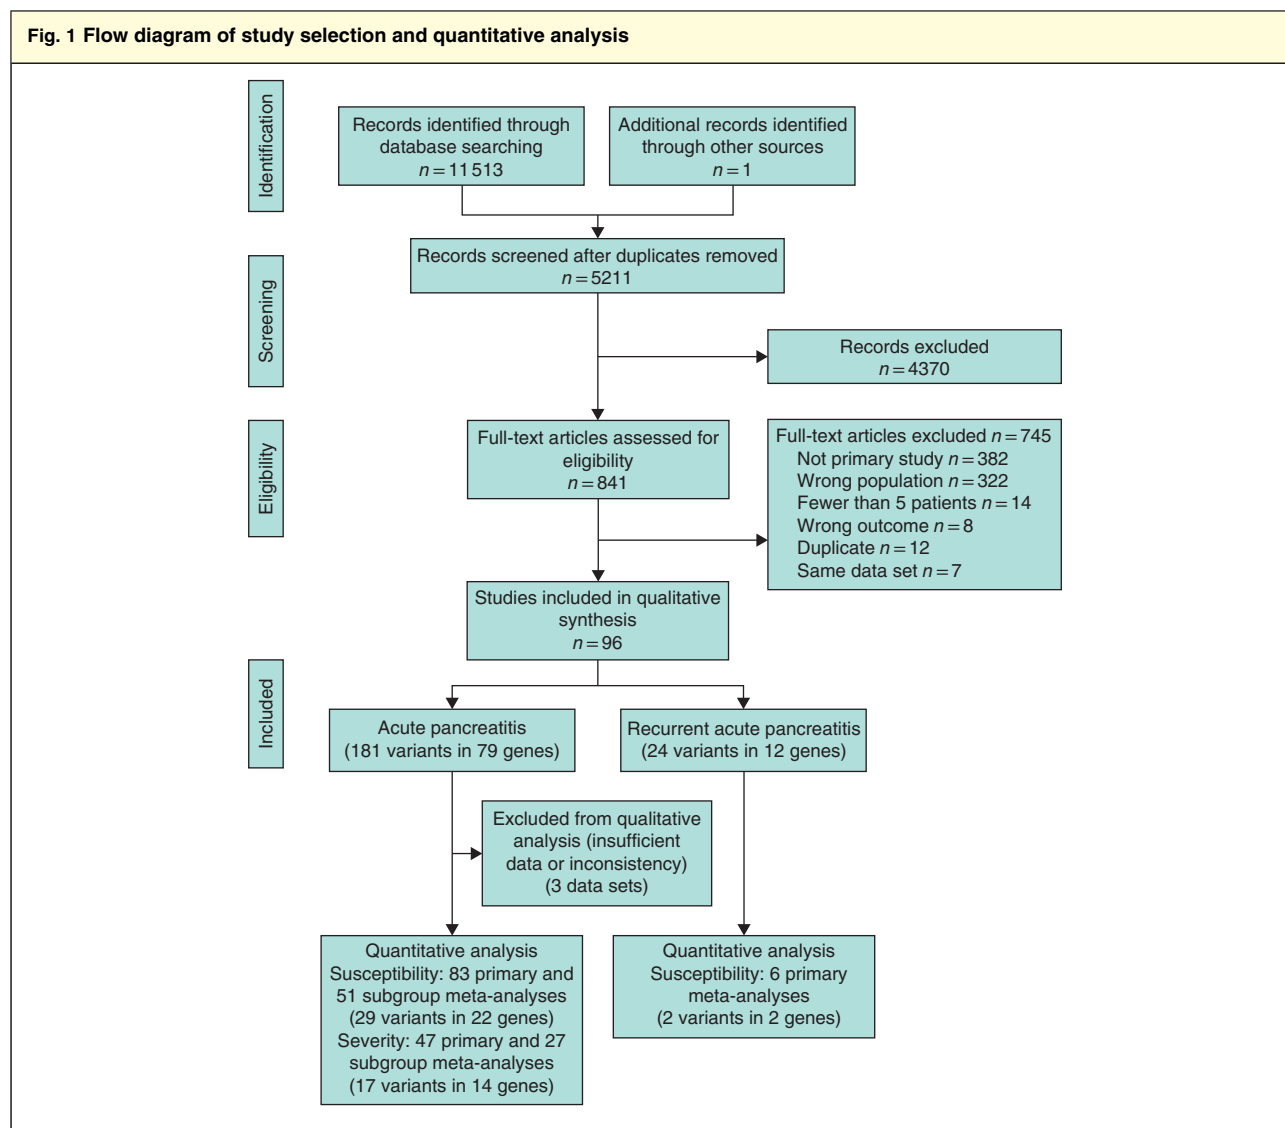 Fig. 1 Flow diagram of study selection and quantitative analysis
Identification
Records identified through
database searching
n = 11 513
Additional records identified
through other sources
n = 1
Records screened after duplicates removed
n = 5211
Screening
Records excluded
n = 4370
Eligibility
Full-text articles assessed for
eligibility
n = 841
Full-text articles excluded n = 745
Not primary study n = 382
Wrong population n = 322
Fewer than 5 patients n = 14
Wrong outcome n = 8
Duplicate n = 12
Same data set n = 7
Studies included in qualitative
synthesis
n = 96
Included
Acute pancreatitis
(181 variants in 79 genes)
Recurrent acute pancreatitis
(24 variants in 12 genes)
Excluded from qualitative
analysis (insufficient
data or inconsistency)
(3 data sets)
Quantitative analysis
Susceptibility: 83 primary and
51 subgroup meta-analyses
(29 variants in 22 genes)
Severity: 47 primary and 27
subgroup meta-analyses
(17 variants in 14 genes)
Quantitative analysis
Susceptibility: 6 primary
meta-analyses
(2 variants in 2 genes)